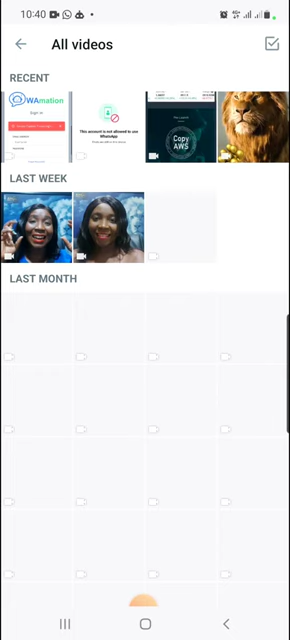 10:40
All videos
RECENT
WAmation
Sign in
This account is not allowed to use
WhatsApp
Copy
AWS
LAST WEEK
LAST MONTH